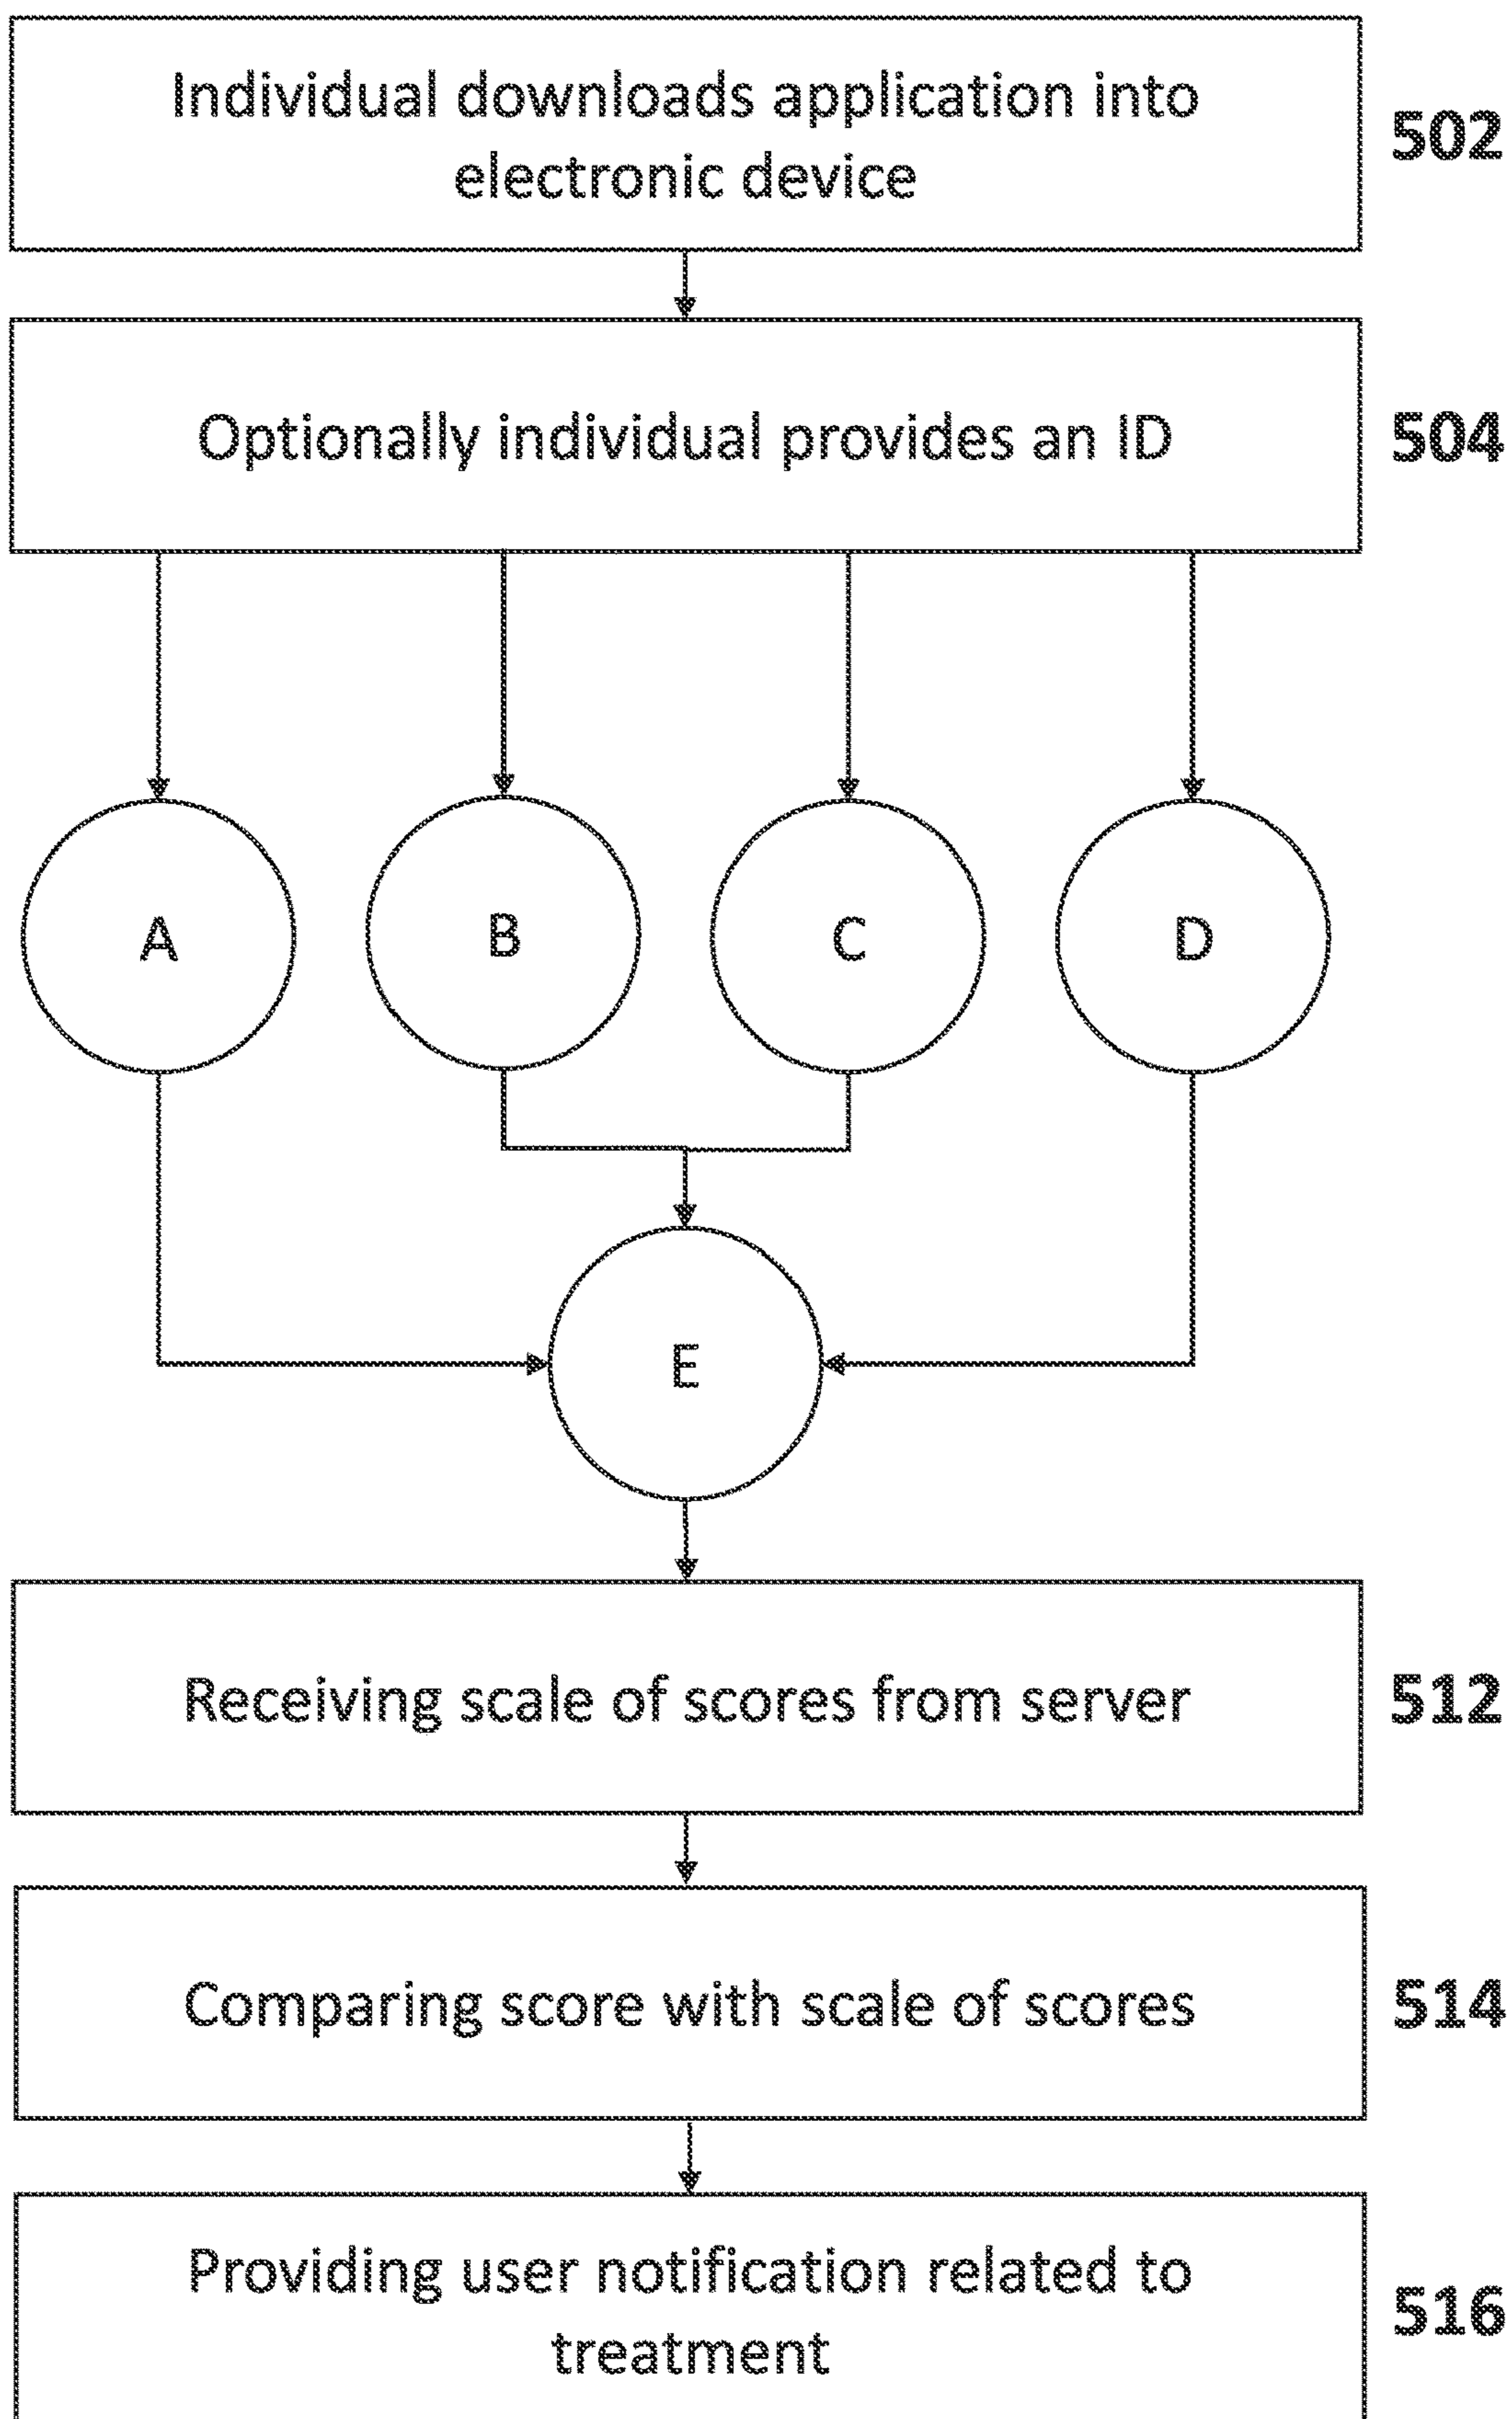 Individual downloads application into
electronic device
502
Optionally individual provides an ID
504
A
B
C
D
E
Receiving scale of scores from server
512
Comparing score with scale of scores
514
Providing user notification related to
treatment
516